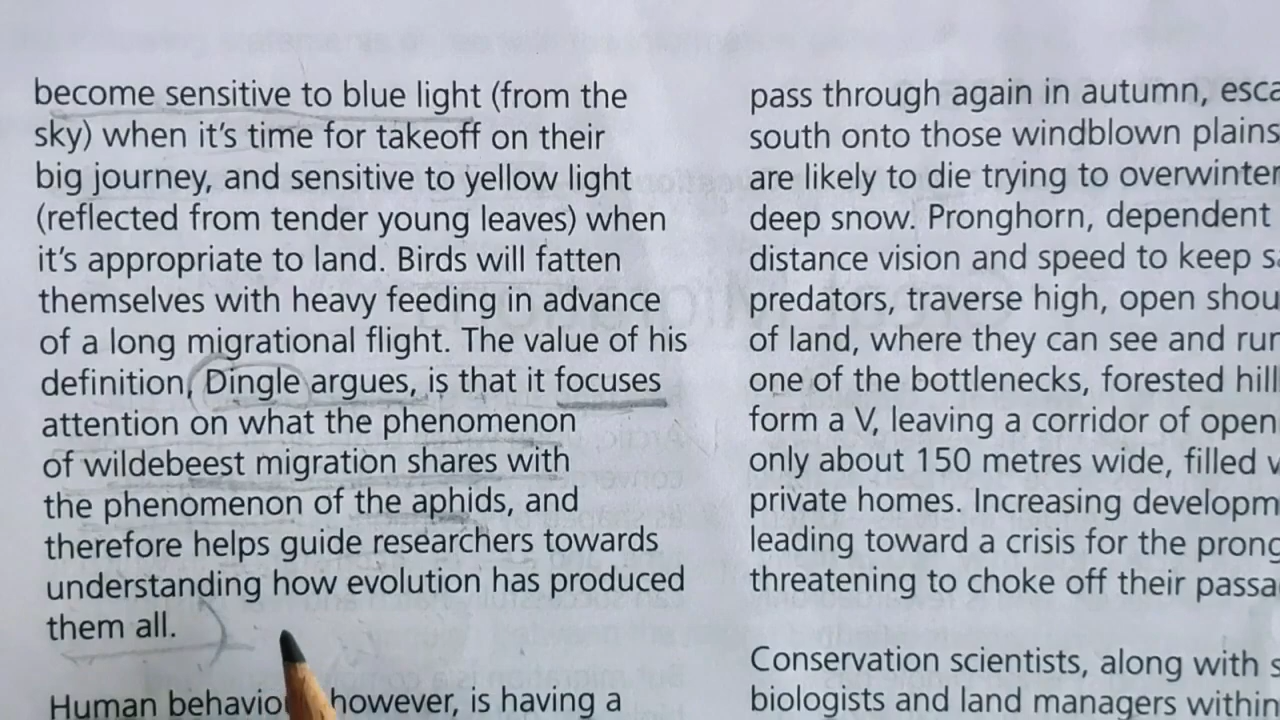 become sensitive to blue light (from the
sky) when it's time for takeoff on their
big journey, and sensitive to yellow light
(reflected from tender young leaves) when
it's appropriate to land. Birds will fatten
themselves with heavy feeding in advance
of a long migrational flight. The value of his
definition, Dingle argues, is that it focuses
attention on what the phenomenon
of wildebeest migration shares with
the phenomenon of the aphids, and
therefore helps guide researchers towards
understanding how evolution has produced
them all.
Human however, is having a
pass through again in autumn,
south onto those windblown plains
are likely to die trying to overwinter
deep snow. Pronghorn, dependent
distance vision and speed to keep
predators, traverse high, open
of land, where they can see and run
one of the bottlenecks, forested
form a V, leaving a corridor of open
only about 150 metres wide, filled
private homes. Increasing
leading toward a crisis for the
threatening to choke off their
Conservation scientists, along with
biologists and land managers within